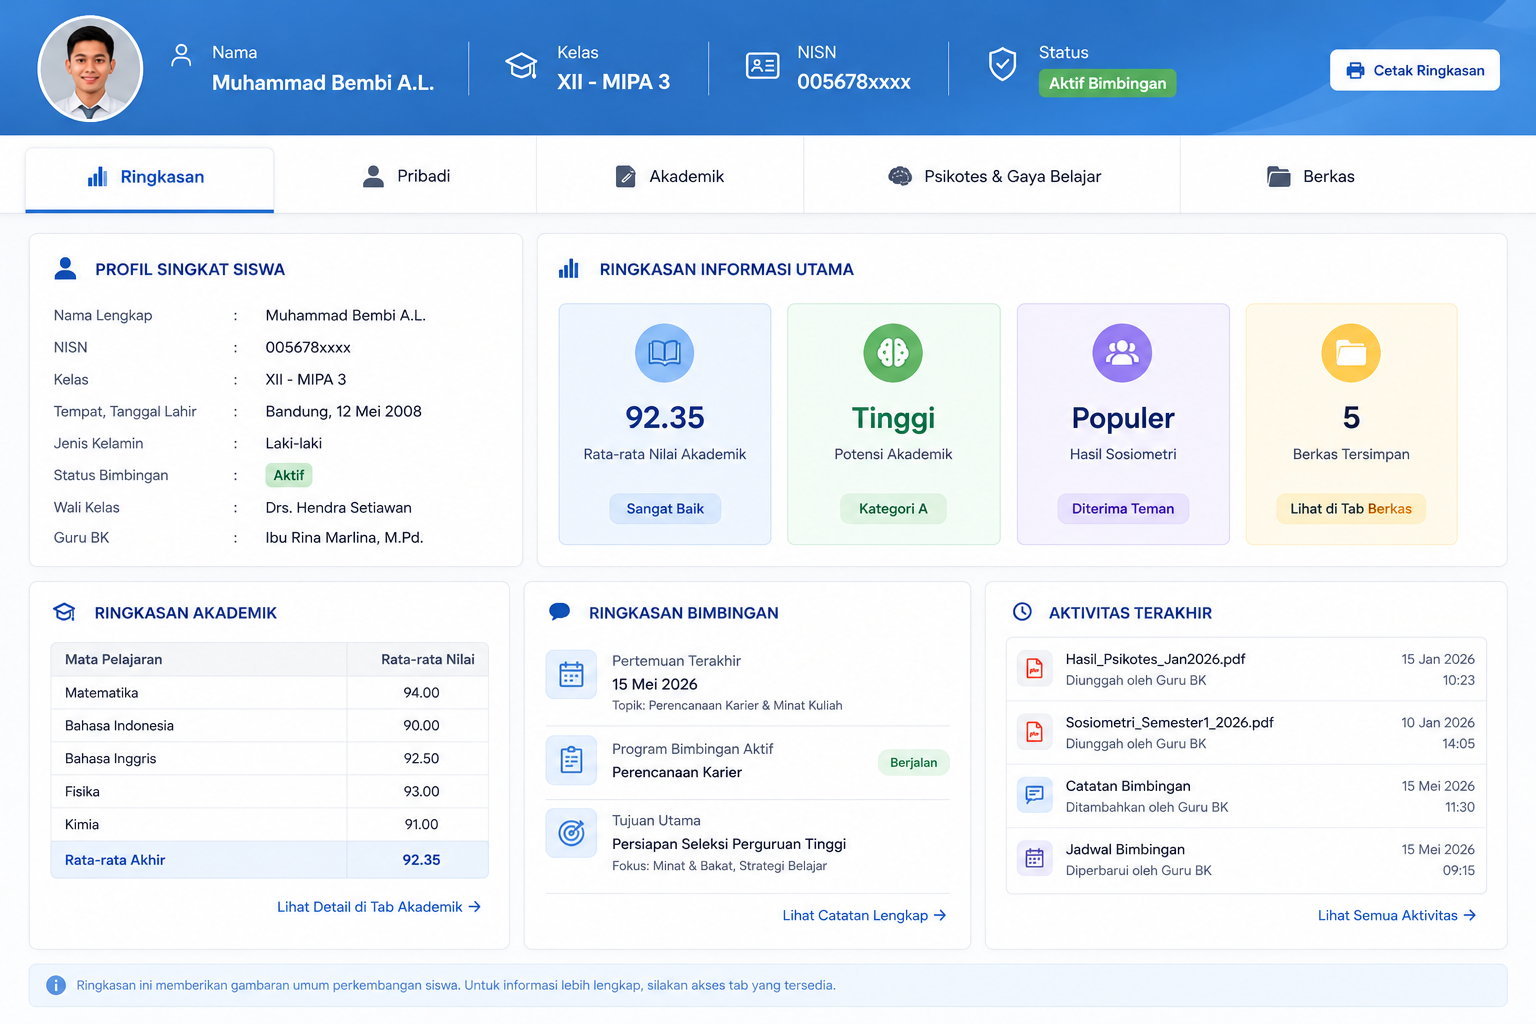 Nama
Muhammad Bembi A.L.
Kelas
XII - MIPA 3
NISN
005678xxxx
Status
Aktif Bimbingan
Cetak Ringkasan
Ringkasan
Pribadi
Akademik
Psikotes & Gaya Belajar
Berkas
PROFIL SINGKAT SISWA
Nama Lengkap : Muhammad Bembi A.L.
NISN : 005678xxxx
Kelas : XII - MIPA 3
Tempat, Tanggal Lahir : Bandung, 12 Mei 2008
Jenis Kelamin : Laki-laki
Status Bimbingan : Aktif
Wali Kelas : Drs. Hendra Setiawan
Guru BK : Ibu Rina Marlina, M.Pd.
RINGKASAN INFORMASI UTAMA
92.35
Rata-rata Nilai Akademik
Sangat Baik
Tinggi
Potensi Akademik
Kategori A
Populer
Hasil Sosiometri
Diterima Teman
5
Berkas Tersimpan
Lihat di Tab Berkas
RINGKASAN AKADEMIK
Mata Pelajaran Rata-rata Nilai
Matematika 94.00
Bahasa Indonesia 90.00
Bahasa Inggris 92.50
Fisika 93.00
Kimia 91.00
Rata-rata Akhir 92.35
Lihat Detail di Tab Akademik →
RINGKASAN BIMBINGAN
Pertemuan Terakhir
15 Mei 2026
Topik: Perencanaan Karier & Minat Kuliah
Program Bimbingan Aktif
Perencanaan Karier
Berjalan
Tujuan Utama
Persiapan Seleksi Perguruan Tinggi
Fokus: Minat & Bakat, Strategi Belajar
Lihat Catatan Lengkap →
AKTIVITAS TERAKHIR
Hasil_Psikotes_Jan2026.pdf 15 Jan 2026
Diunggah oleh Guru BK 10:23
Sosiometri_Semester1_2026.pdf 10 Jan 2026
Diunggah oleh Guru BK 14:05
Catatan Bimbingan 15 Mei 2026
Ditambahkan oleh Guru BK 11:30
Jadwal Bimbingan 15 Mei 2026
Diperbarui oleh Guru BK 09:15
Lihat Semua Aktivitas →
Ringkasan ini memberikan gambaran umum perkembangan siswa. Untuk informasi lebih lengkap, silakan akses tab yang tersedia.